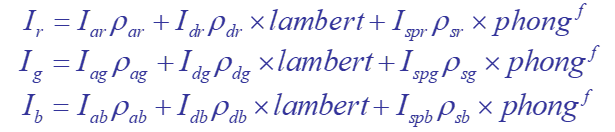 I_r = I_ar ρ_ar + I_dr ρ_dr × lambert + I_spr ρ_sr × phong^f
I_g = I_ag ρ_ag + I_dg ρ_dg × lambert + I_spg ρ_sg × phong^f
I_b = I_ab ρ_ab + I_db ρ_db × lambert + I_spb ρ_sb × phong^f